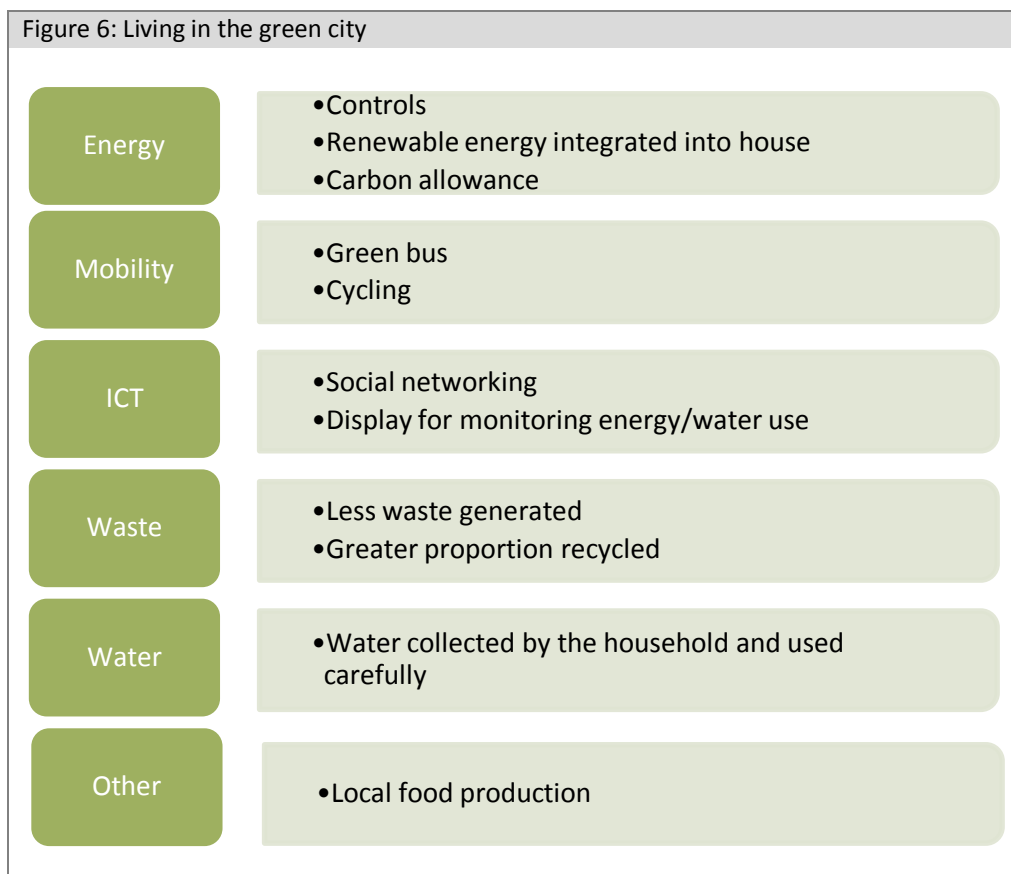 Figure 6: Living in the green city
Energy
•Controls
•Renewable energy integrated into house
•Carbon allowance
Mobility
•Green bus
•Cycling
ICT
•Social networking
•Display for monitoring energy/water use
Waste
•Less waste generated
•Greater proportion recycled
Water
•Water collected by the household and used
carefully
Other
•Local food production